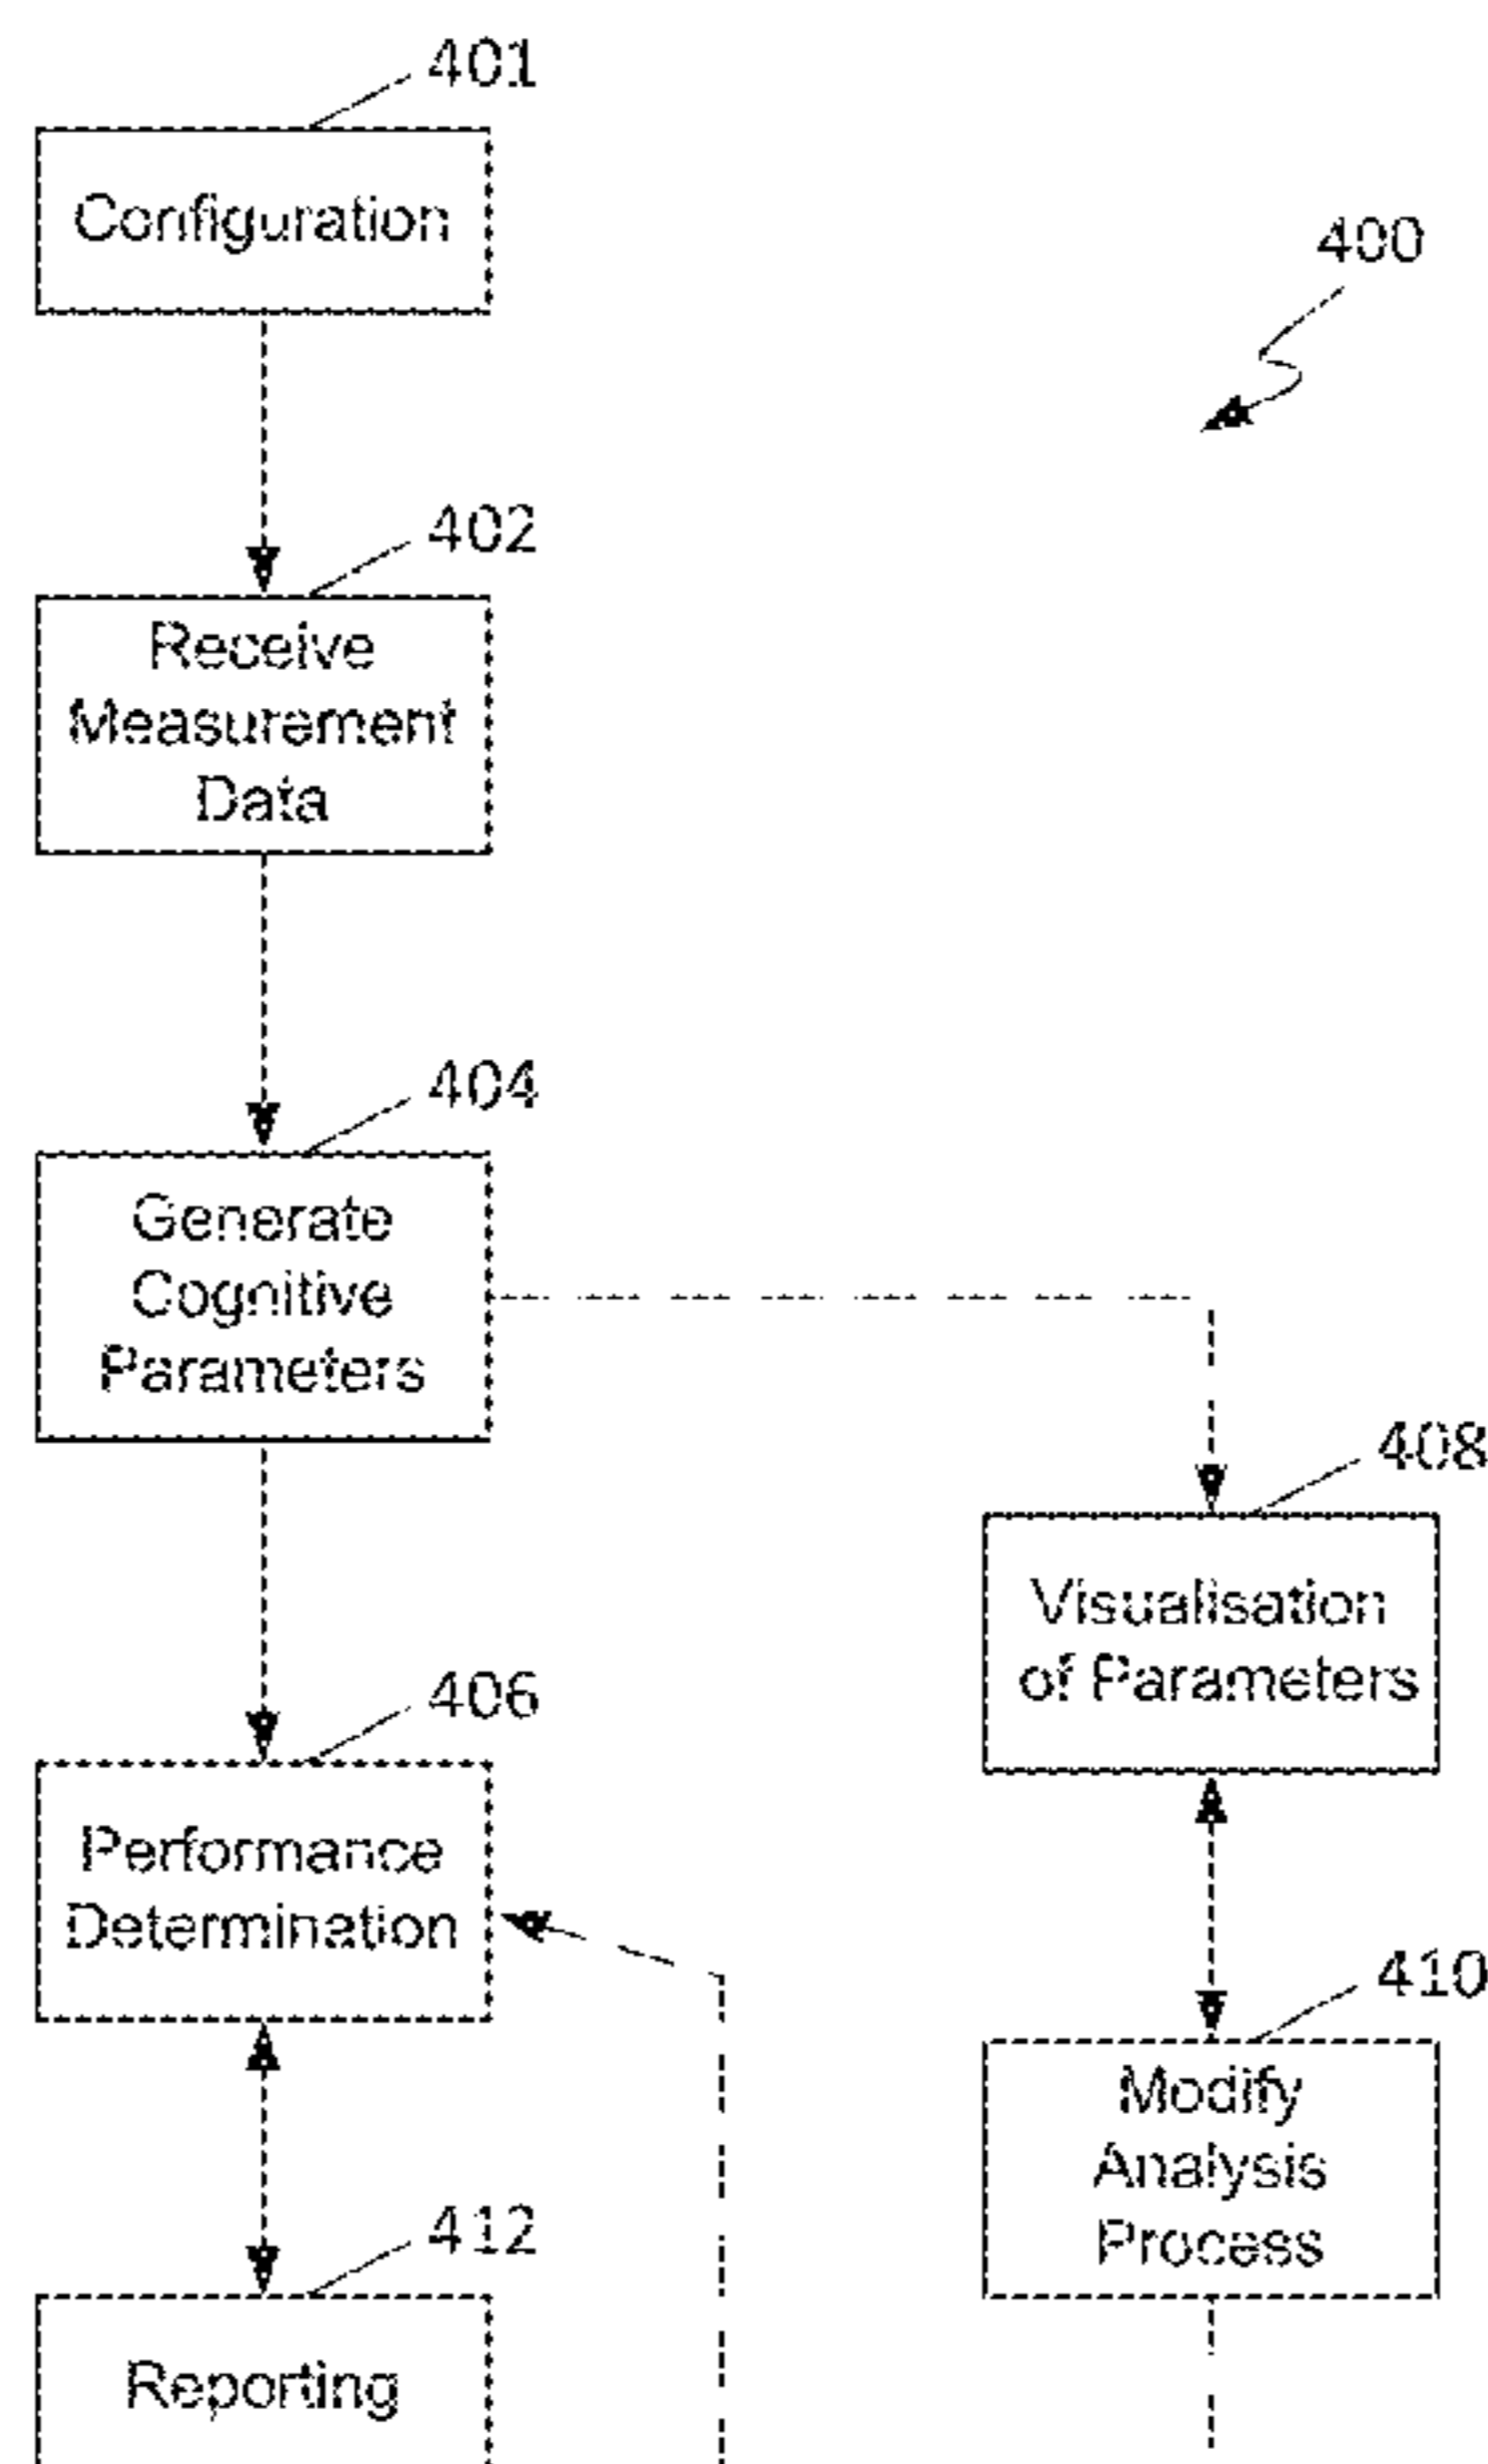 401
Configuration
400
402
Receive
Measurement
Data
404
Generate
Cognitive
Parameters
408
Visualisation
of Parameters
406
Performance
Determination
410
Modify
Analysis
Process
412
Reporting